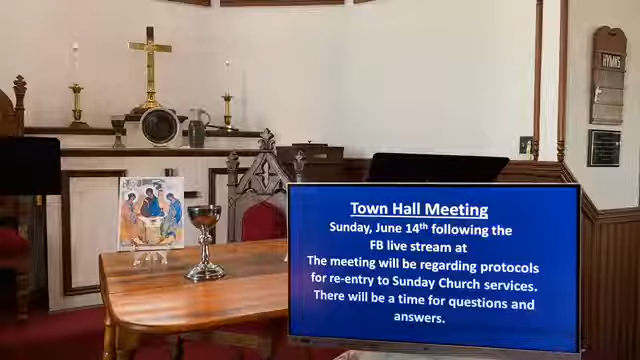 HYMNS
Town Hall Meeting
Sunday, June 14th following the
FB live stream at
The meeting will be regarding protocols
for re-entry to Sunday Church services.
There will be a time for questions and
answers.